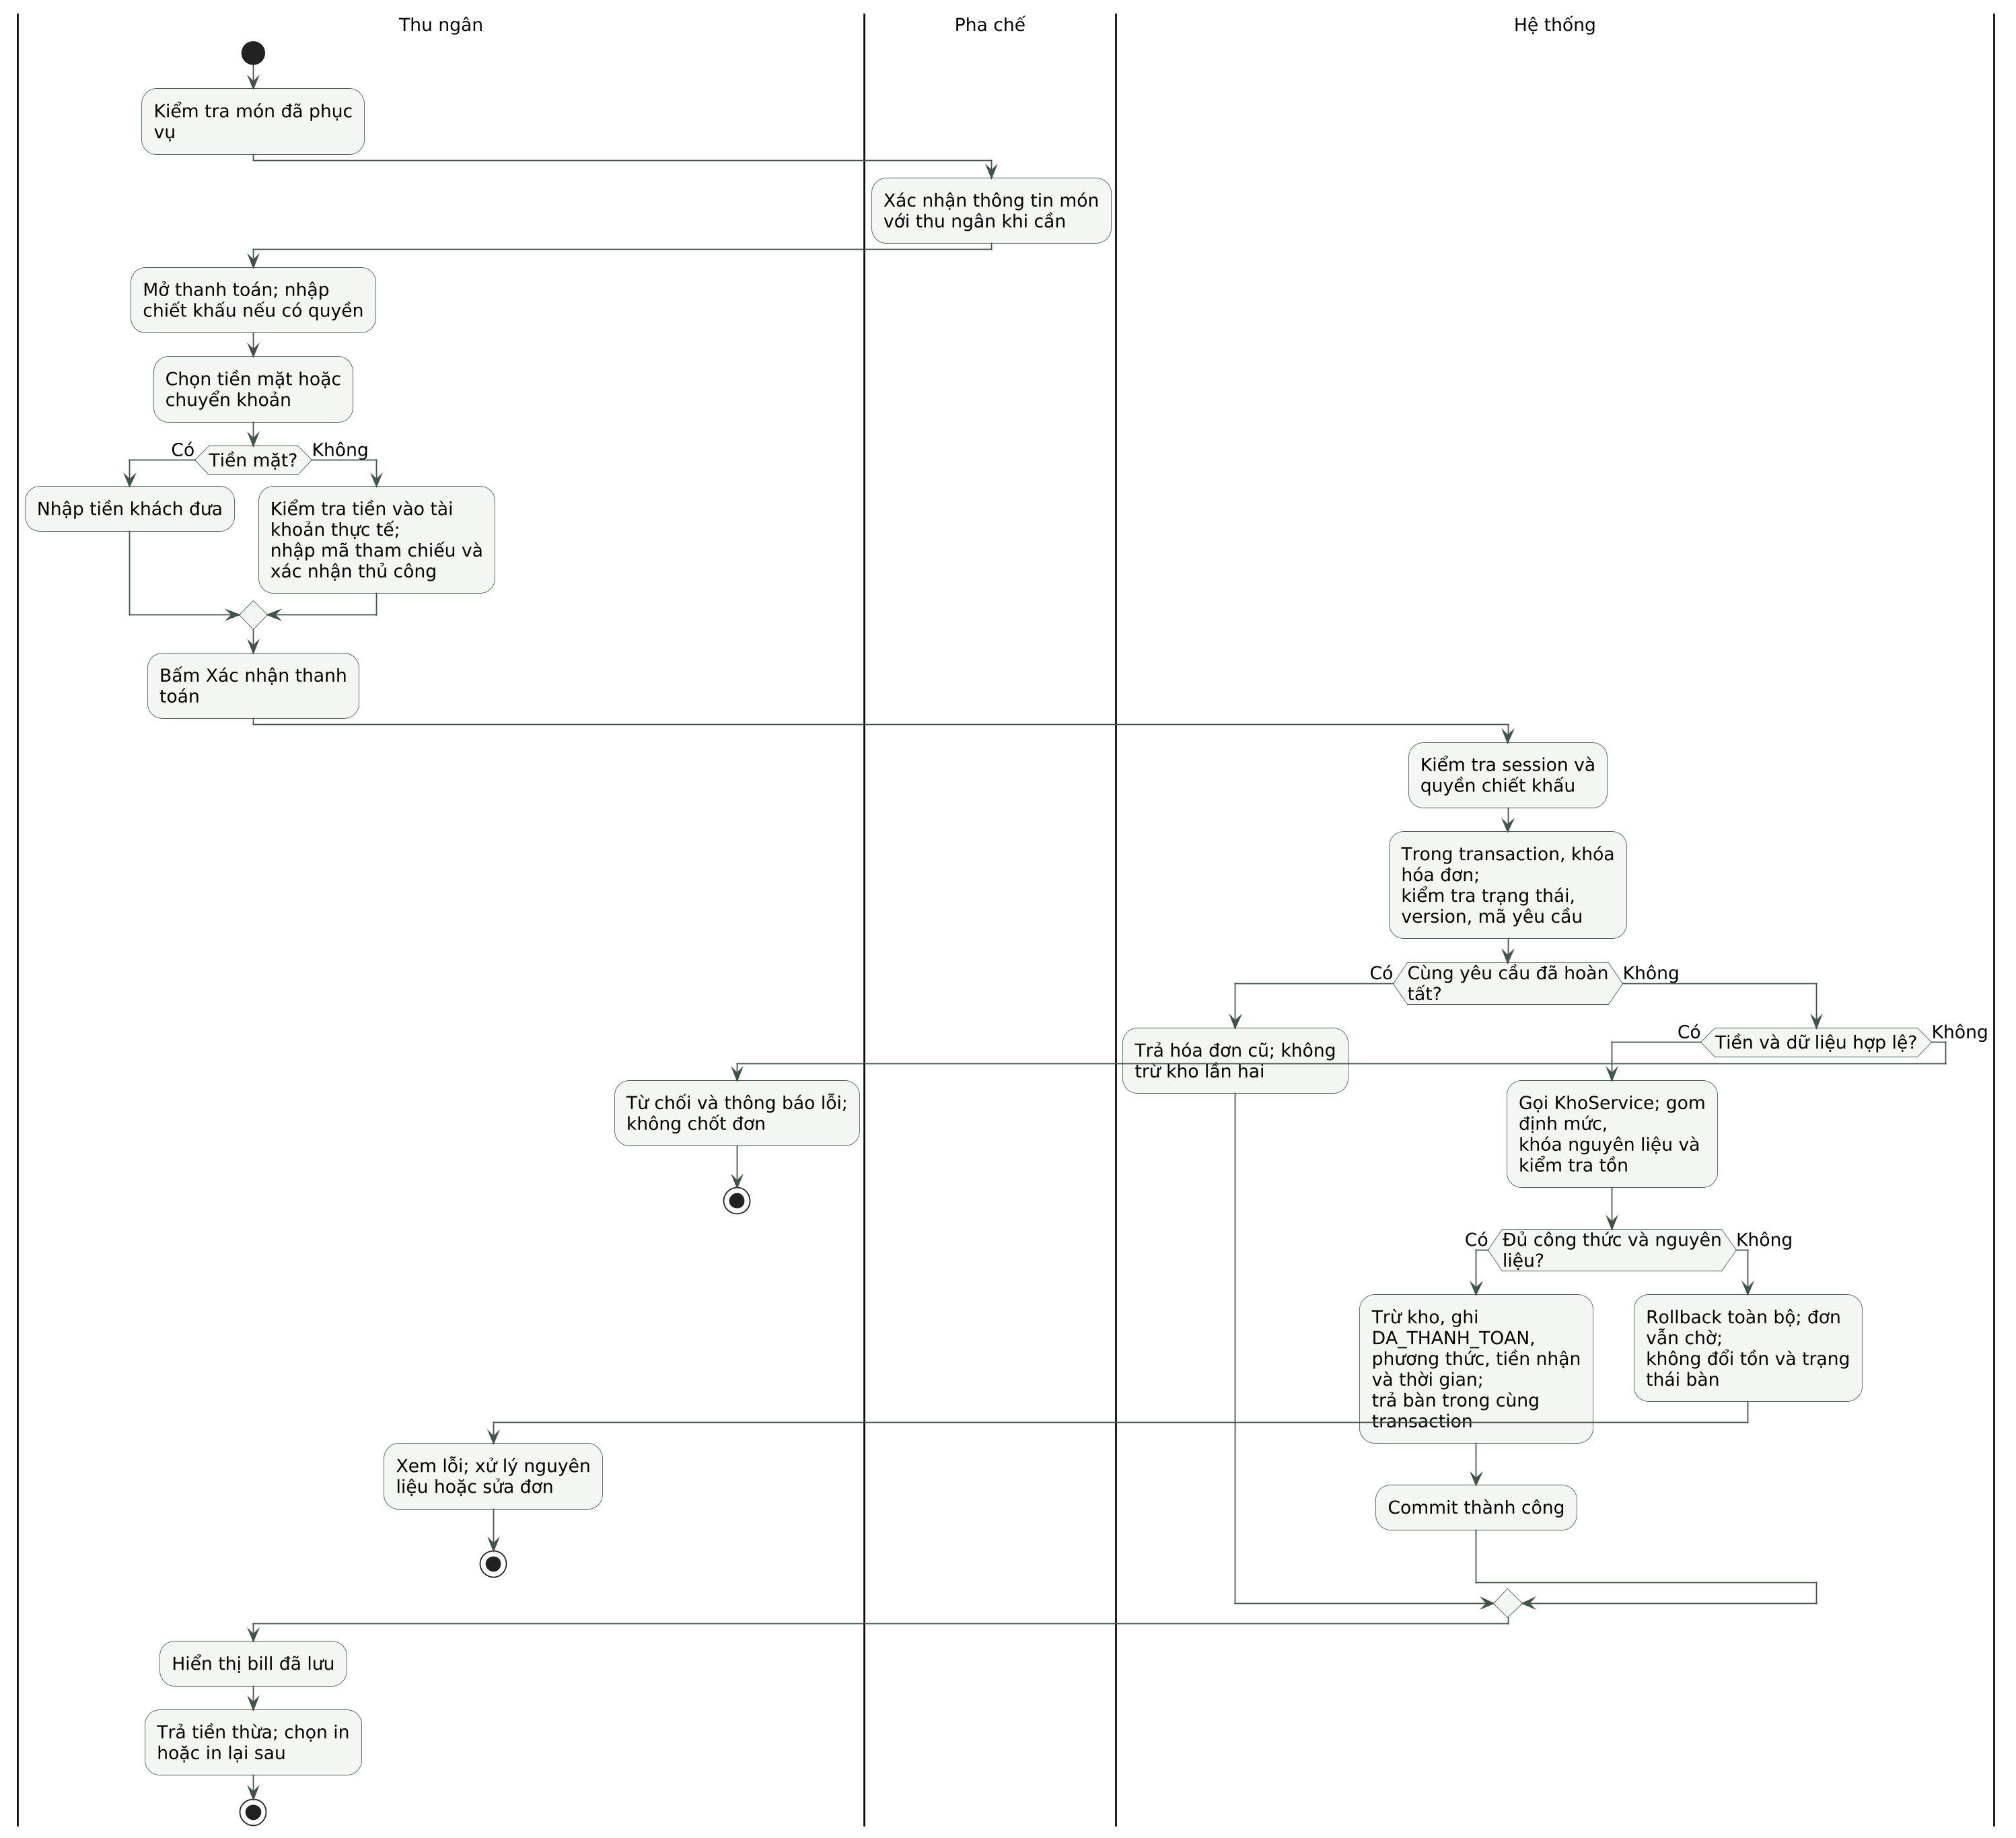 Thu ngân
Pha chế
Hệ thống
Kiểm tra món đã phục
vụ
Xác nhận thông tin món
với thu ngân khi cần
Mở thanh toán; nhập
chiết khấu nếu có quyền
Chọn tiền mặt hoặc
chuyển khoản
Có
Tiền mặt?
Không
Nhập tiền khách đưa
Kiểm tra tiền vào tài
khoản thực tế;
nhập mã tham chiếu và
xác nhận thủ công
Bấm Xác nhận thanh
toán
Kiểm tra session và
quyền chiết khấu
Trong transaction, khóa
hóa đơn;
kiểm tra trạng thái,
version, mã yêu cầu
Có
Cùng yêu cầu đã hoàn
tất?
Không
Trả hóa đơn cũ; không
trừ kho lần hai
Có
Tiền và dữ liệu hợp lệ?
Không
Từ chối và thông báo lỗi;
không chốt đơn
Gọi KhoService; gom
định mức,
khóa nguyên liệu và
kiểm tra tồn
Có
Đủ công thức và nguyên
liệu?
Không
Trừ kho, ghi
DA_THANH_TOAN,
phương thức, tiền nhận
và thời gian;
trả bàn trong cùng
transaction
Rollback toàn bộ; đơn
vẫn chờ;
không đổi tồn và trạng
thái bàn
Xem lỗi; xử lý nguyên
liệu hoặc sửa đơn
Commit thành công
Hiển thị bill đã lưu
Trả tiền thừa; chọn in
hoặc in lại sau